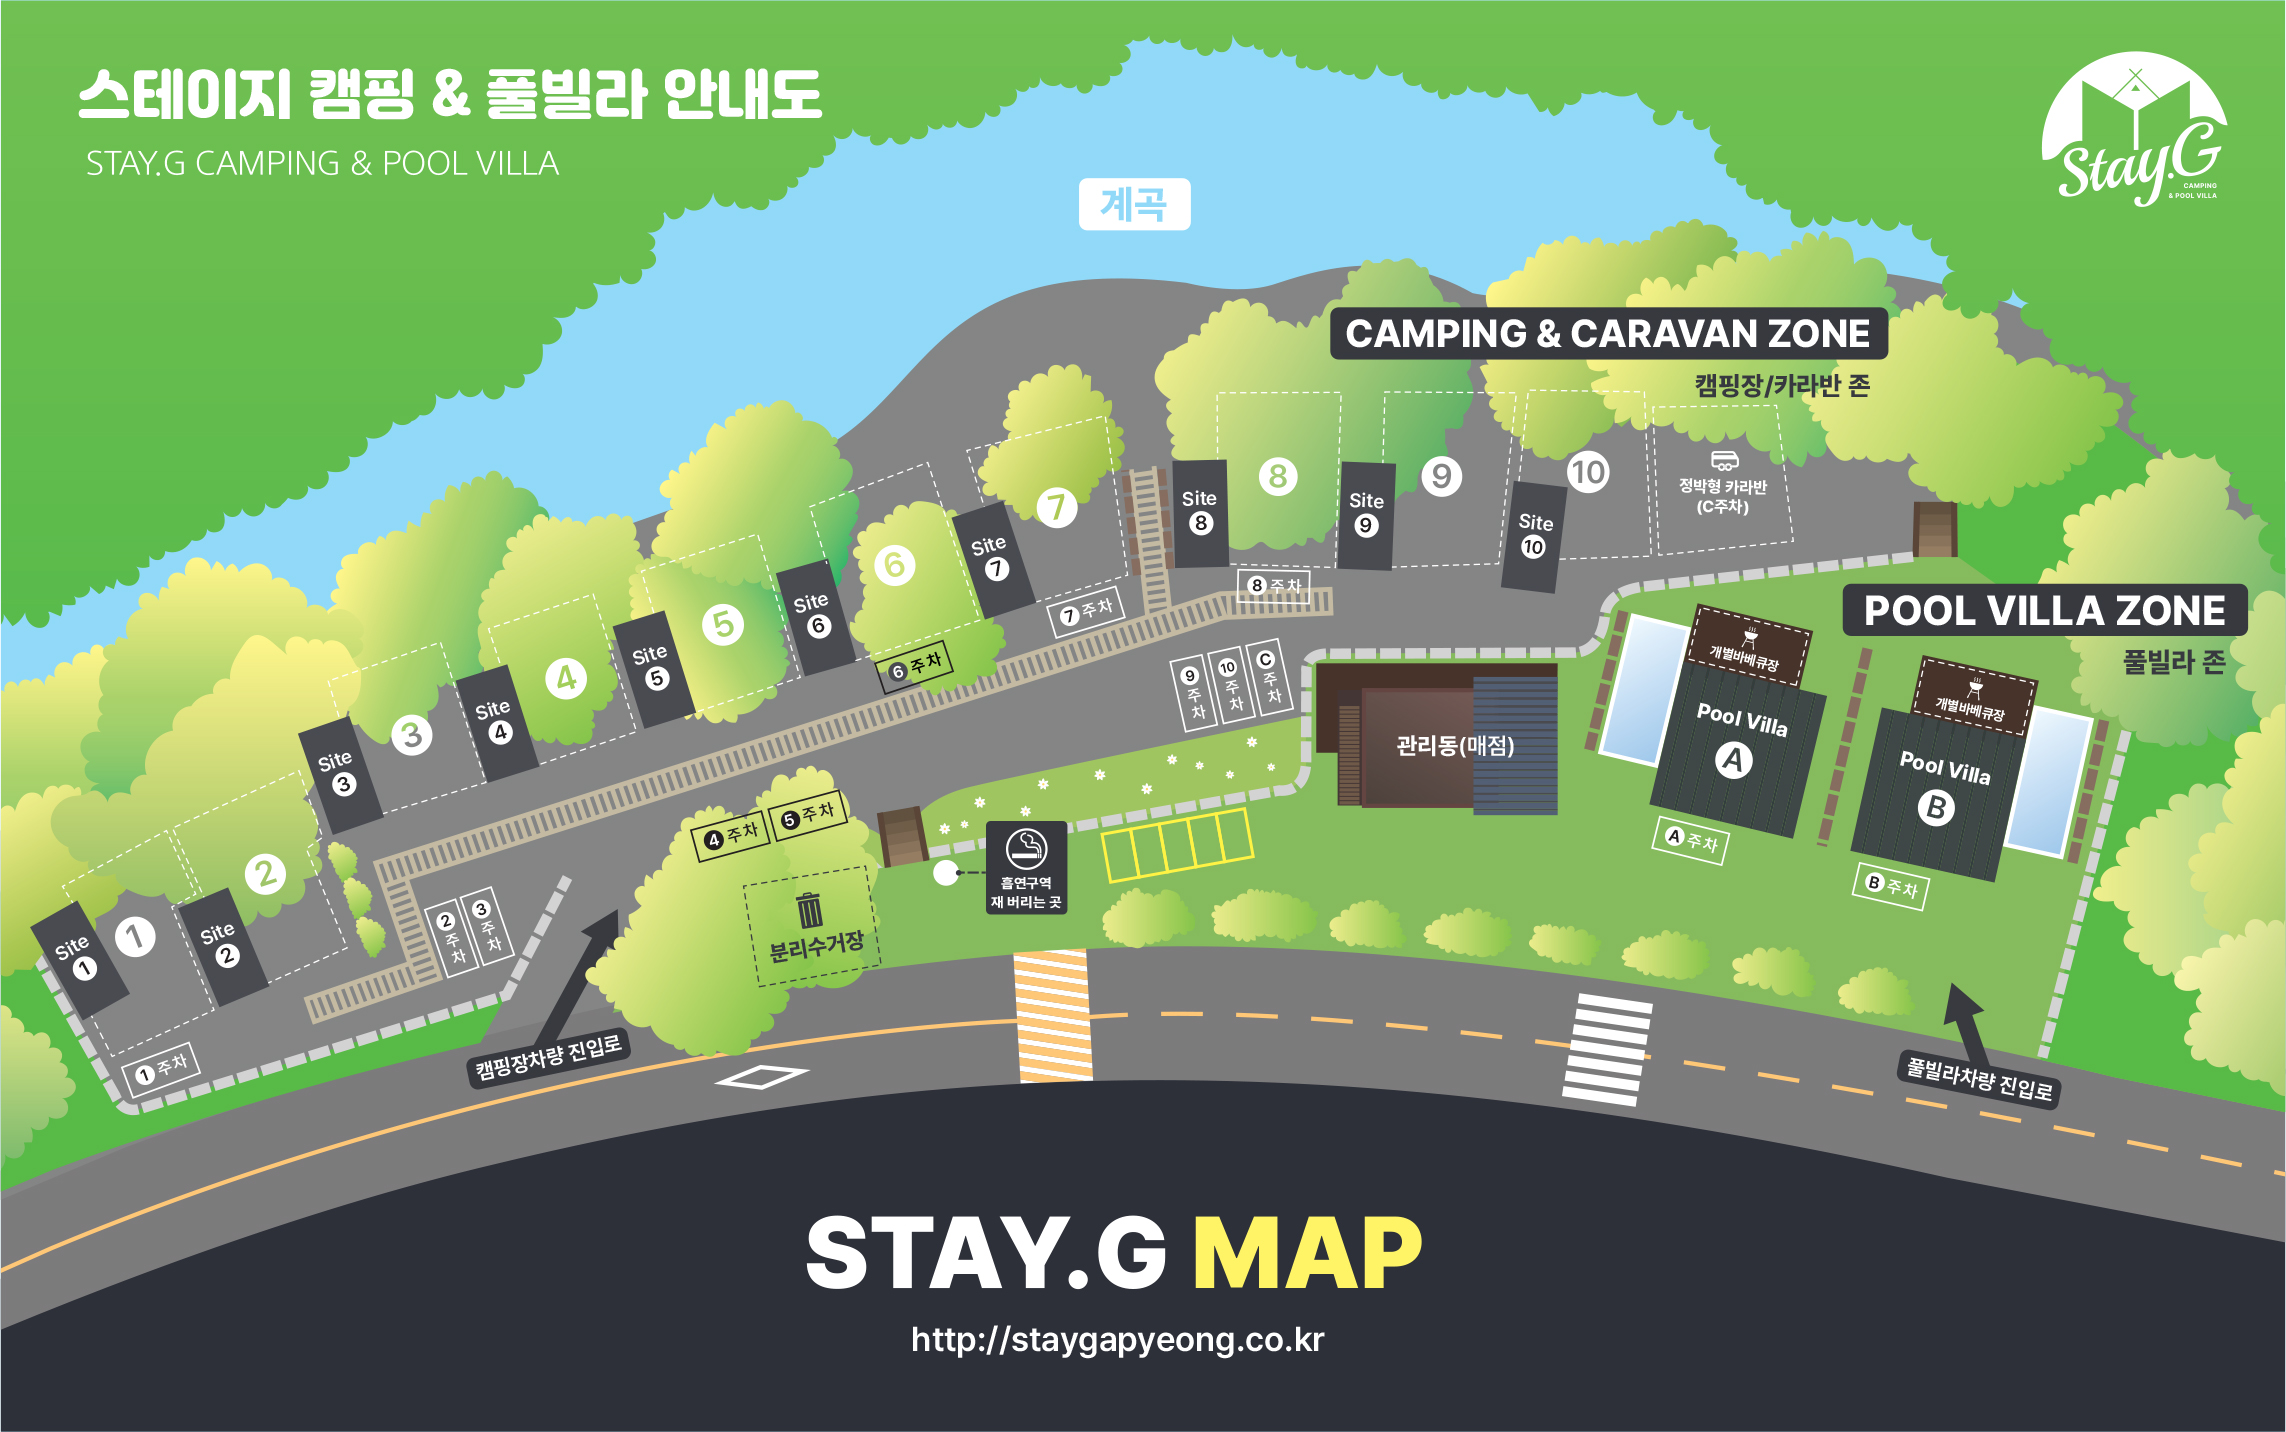 스테이지 캠핑 & 풀빌라 안내도
STAY.G CAMPING & POOL VILLA
Stay.G
CAMPING
& POOL VILLA
계곡
CAMPING & CARAVAN ZONE
캠핑장/카라반 존
정박형 카라반
(C주차)
POOL VILLA ZONE
풀빌라 존
Site
1
1
Site
2
2
Site
3
3
Site
4
4
Site
5
5
Site
6
6
Site
7
7
Site
8
8
Site
9
9
Site
10
10
1 주차
2 주차
3 주차
4 주차
5 주차
6 주차
7 주차
8 주차
9 주차
10 주차
C 주차
관리동(매점)
개별바베큐장
Pool Villa
A
A 주차
개별바베큐장
Pool Villa
B
B 주차
흡연구역
재 버리는 곳
분리수거장
캠핑장차량 진입로
풀빌라차량 진입로
STAY.G MAP
http://staygapyeong.co.kr